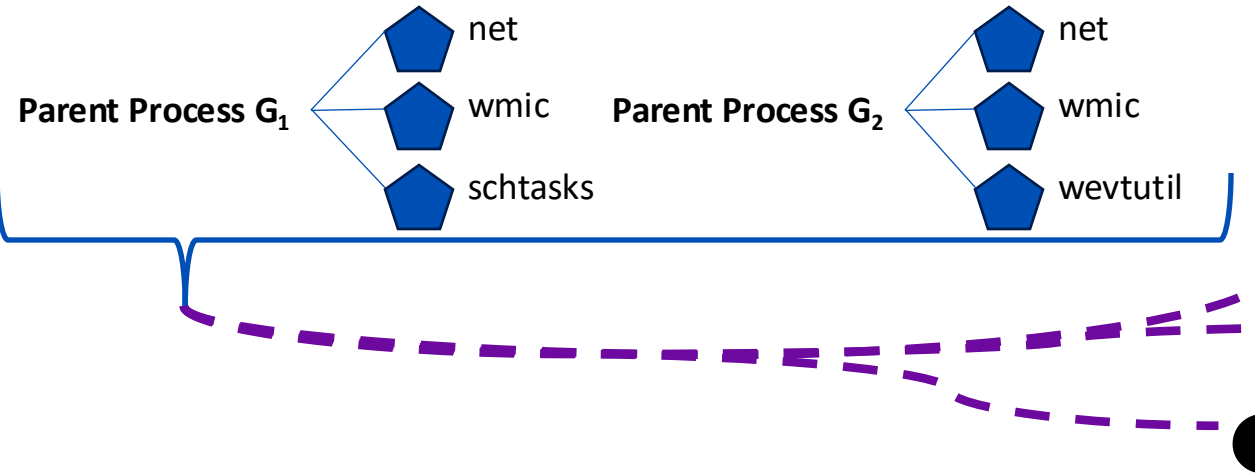 net
wmic
schtasks
Parent Process G₁
net
wmic
wevtutil
Parent Process G₂